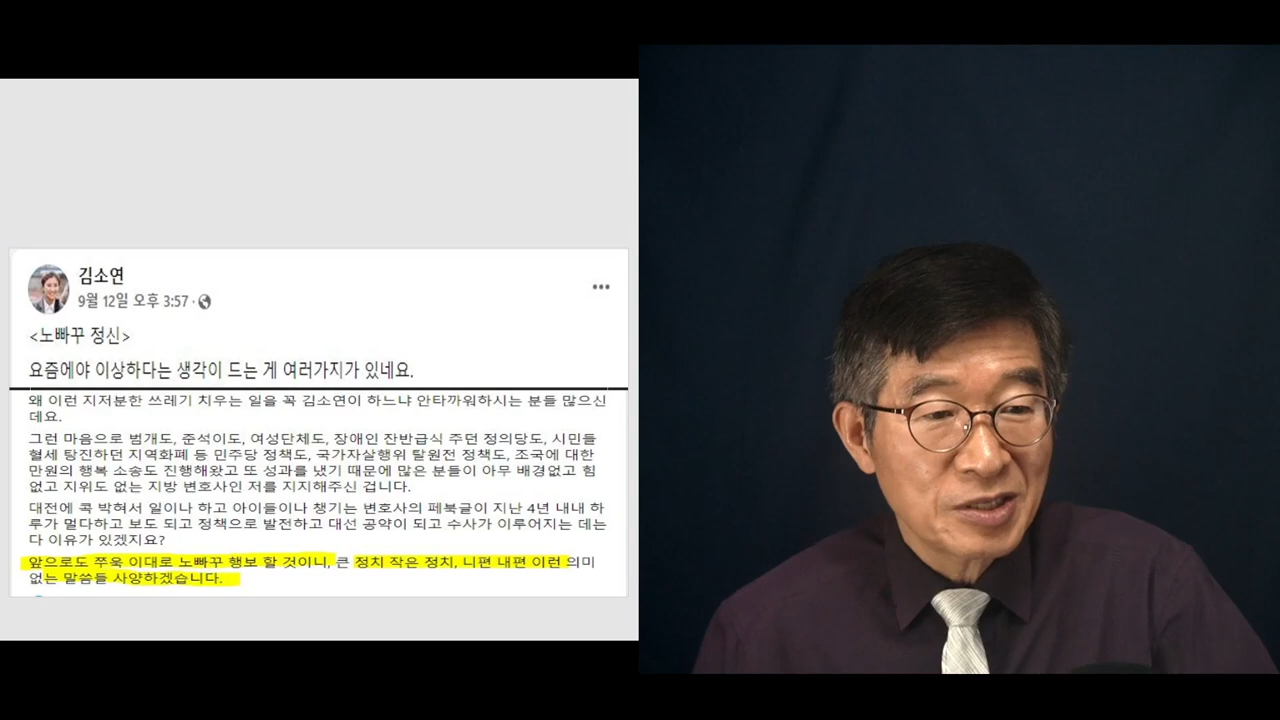 김소연
9월 12일 오후 3:57 ·
<노빠꾸 정신>
요즘에야 이상하다는 생각이 드는 게 여러가지가 있네요.
왜 이런 지저분한 쓰레기 치우는 일을 꼭 김소연이 하느냐 안타까워하시는 분들 많으신
데요.
그런 마음으로 범개도, 준석이도, 여성단체도, 장애인 잔반급식 주던 정의당도, 시민들
혈세 탕진하던 지역화폐 등 민주당 정책도, 국가자살행위 탈원전 정책도, 조국에 대한
만원의 행복 소송도 진행해왔고 또 성과를 냈기 때문에 많은 분들이 아무 배경없고 힘
없고 지위도 없는 지방 변호사인 저를 지지해주신 겁니다.
대전에 콕 박혀서 일이나 하고 아이들이나 챙기는 변호사의 페북글이 지난 4년 내내 하
루가 멀다하고 보도 되고 정책으로 발전하고 대선 공약이 되고 수사가 이루어지는 데는
다 이유가 있겠지요?
앞으로도 쭈욱 이대로 노빠꾸 행보 할 것이니, 큰 정치 작은 정치, 니편 내편 이런 의미
없는 말씀들 사양하겠습니다.